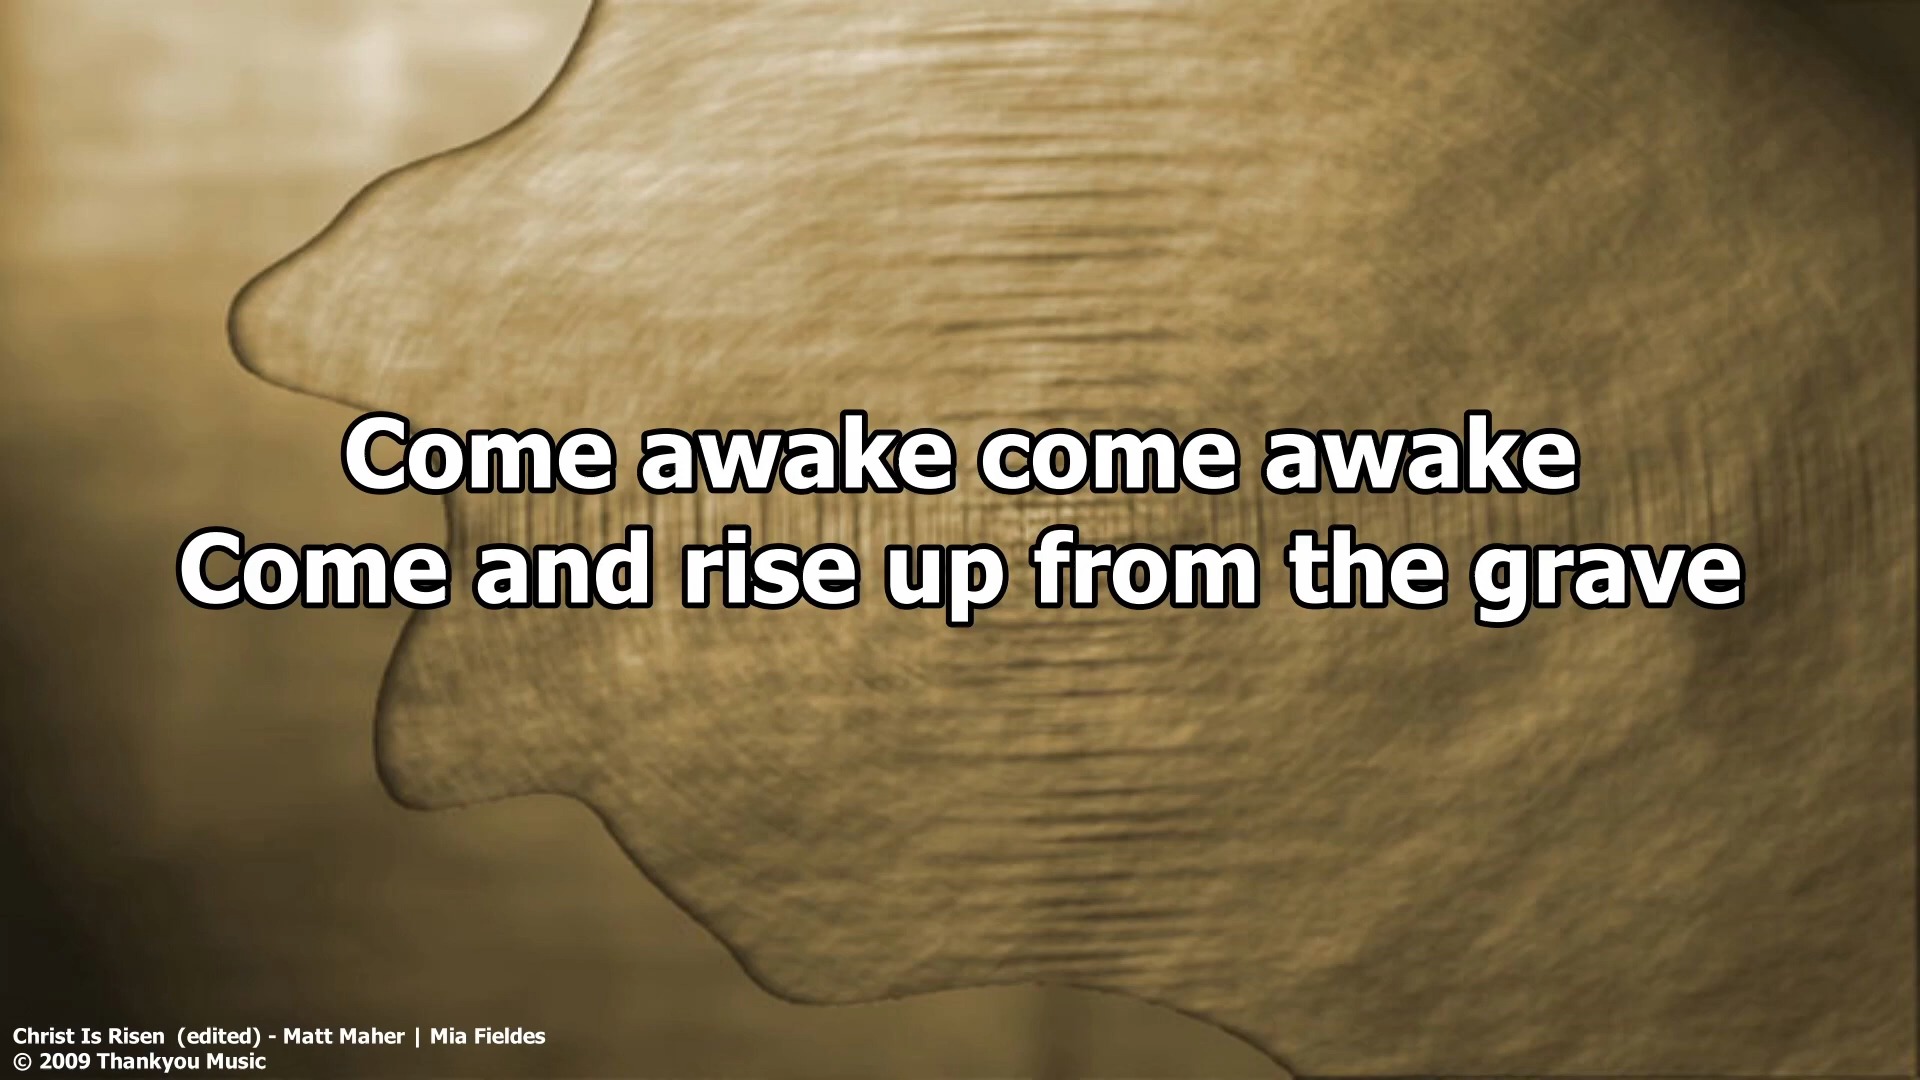 Come awake come awake
Come and rise up from the grave
Christ Is Risen  (edited) - Matt Maher | Mia Fieldes
© 2009 Thankyou Music